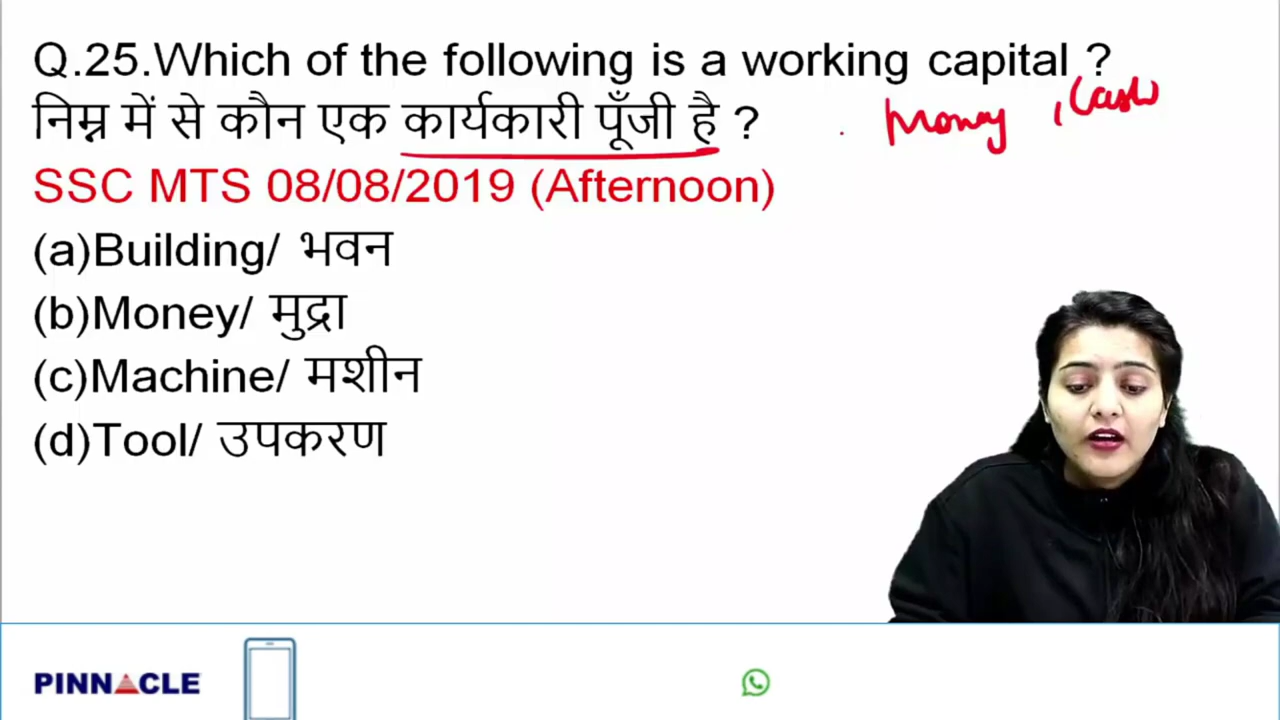 Q.25.Which of the following is a working capital ?
निम्न में से कौन एक कार्यकारी पूँजी है ?
Money , Cash
SSC MTS 08/08/2019 (Afternoon)
(a)Building/ भवन
(b)Money/ मुद्रा
(c)Machine/ मशीन
(d)Tool/ उपकरण
PINNACLE